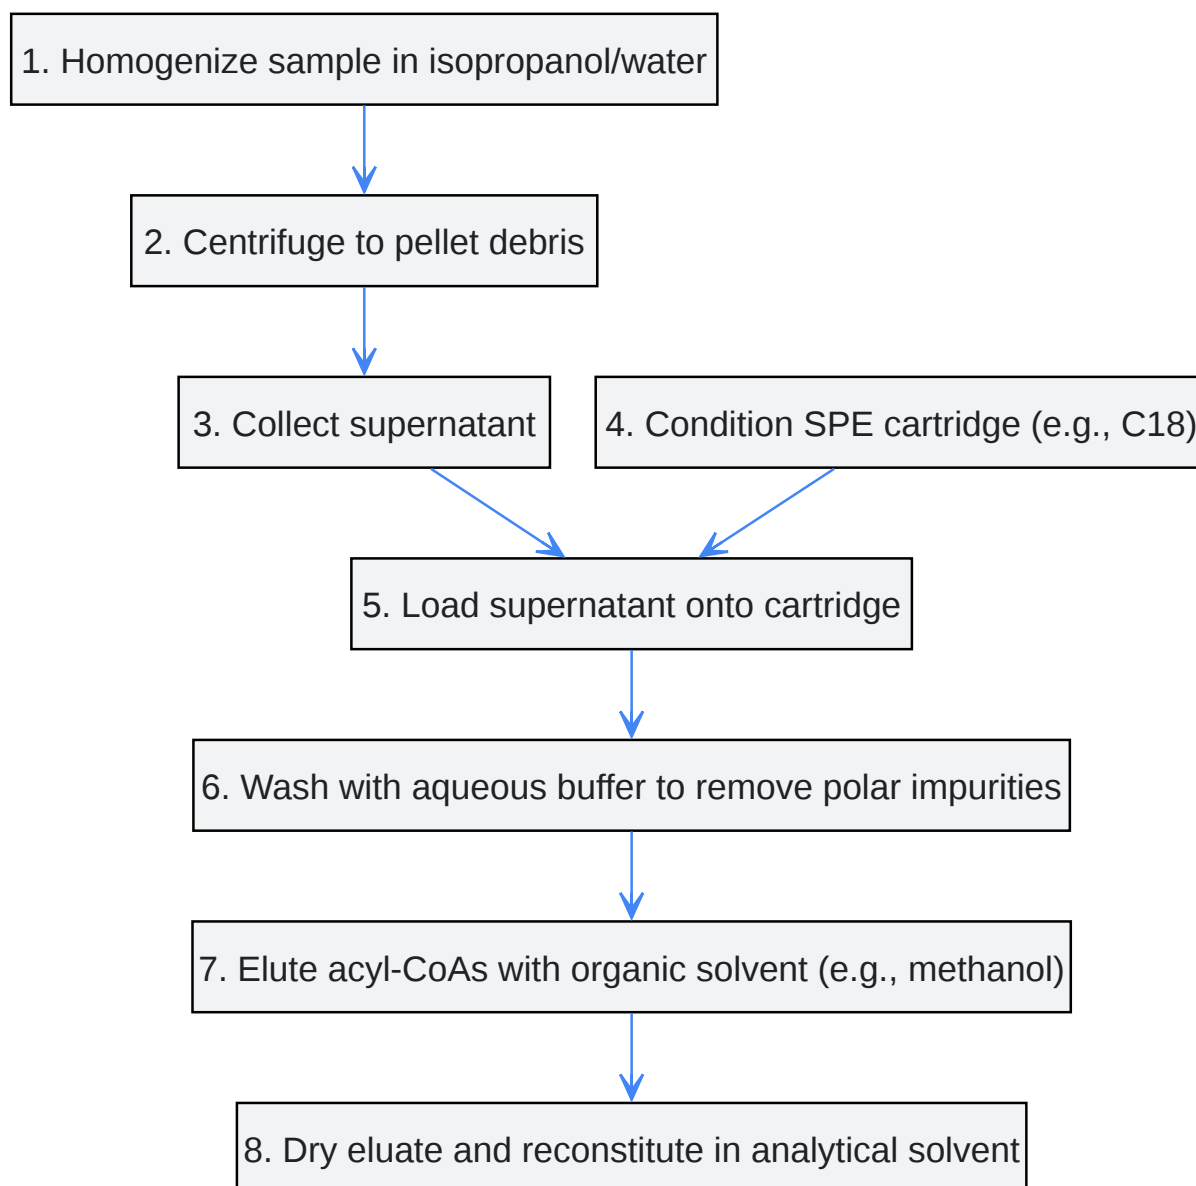 1. Homogenize sample in isopropanol/water
2. Centrifuge to pellet debris
3. Collect supernatant
4. Condition SPE cartridge (e.g., C18)
5. Load supernatant onto cartridge
6. Wash with aqueous buffer to remove polar impurities
7. Elute acyl-CoAs with organic solvent (e.g., methanol)
8. Dry eluate and reconstitute in analytical solvent